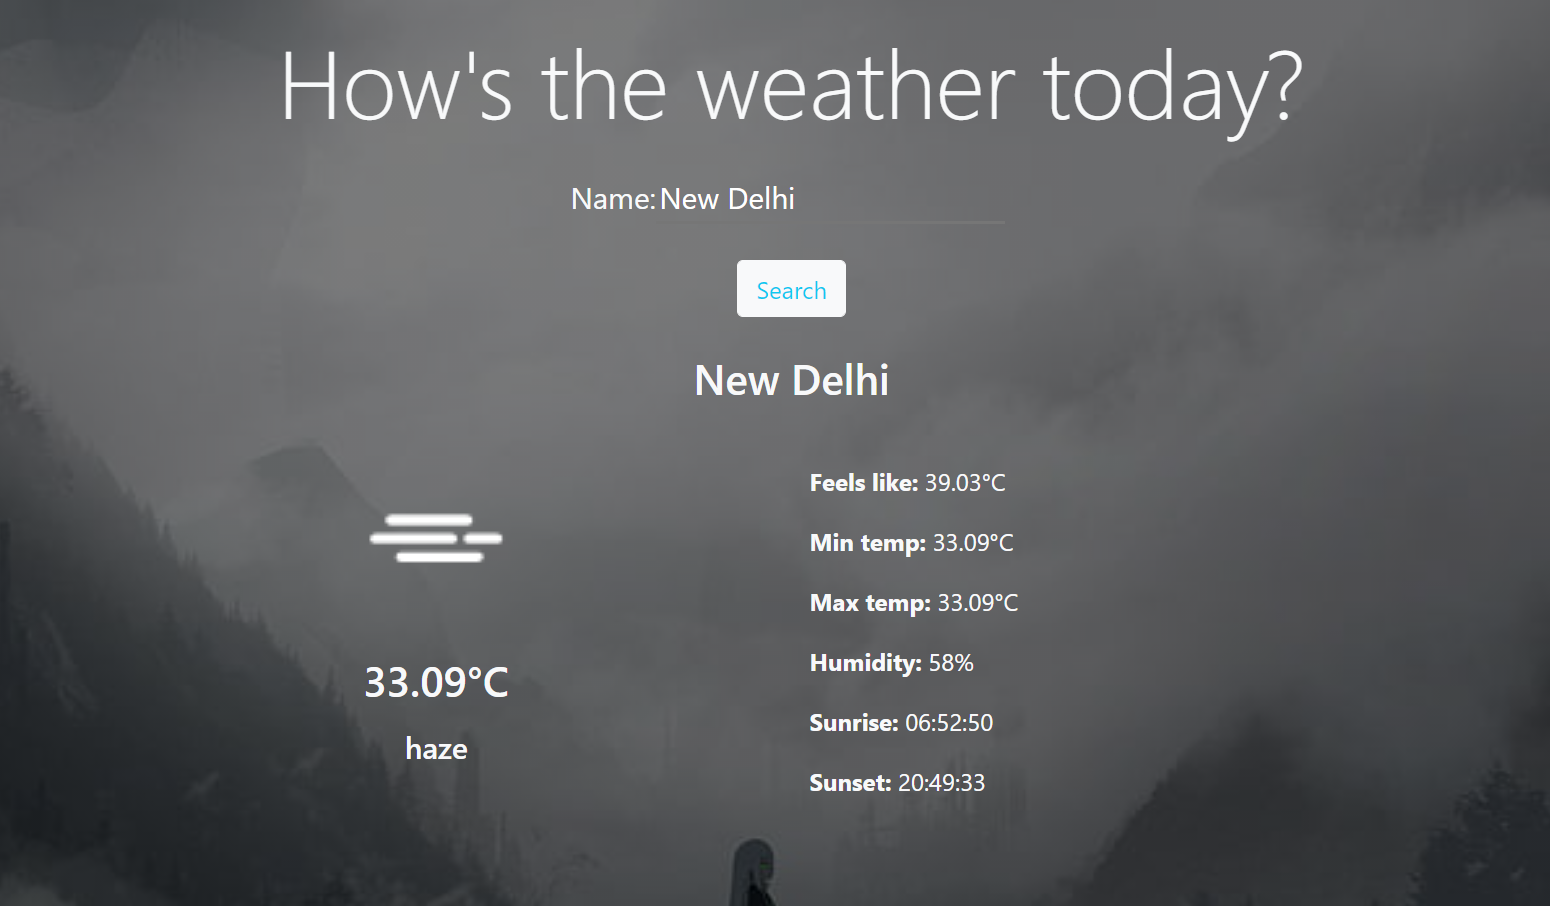 How's the weather today?
Name: New Delhi
Search
New Delhi
Feels like: 39.03°C
Min temp: 33.09°C
Max temp: 33.09°C
Humidity: 58%
Sunrise: 06:52:50
Sunset: 20:49:33
33.09°C
haze